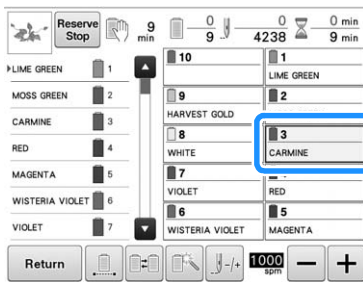 Reserve Stop 9 min 0 9 0 4238 0 min 9 min
LIME GREEN 1
MOSS GREEN 2
CARMINE 3
RED 4
MAGENTA 5
WISTERIA VIOLET 6
VIOLET 7
10
1 LIME GREEN
9 HARVEST GOLD
2
8 WHITE
3 CARMINE
7 VIOLET
RED
6 WISTERIA VIOLET
5 MAGENTA
Return -/+ 1000 spm − +